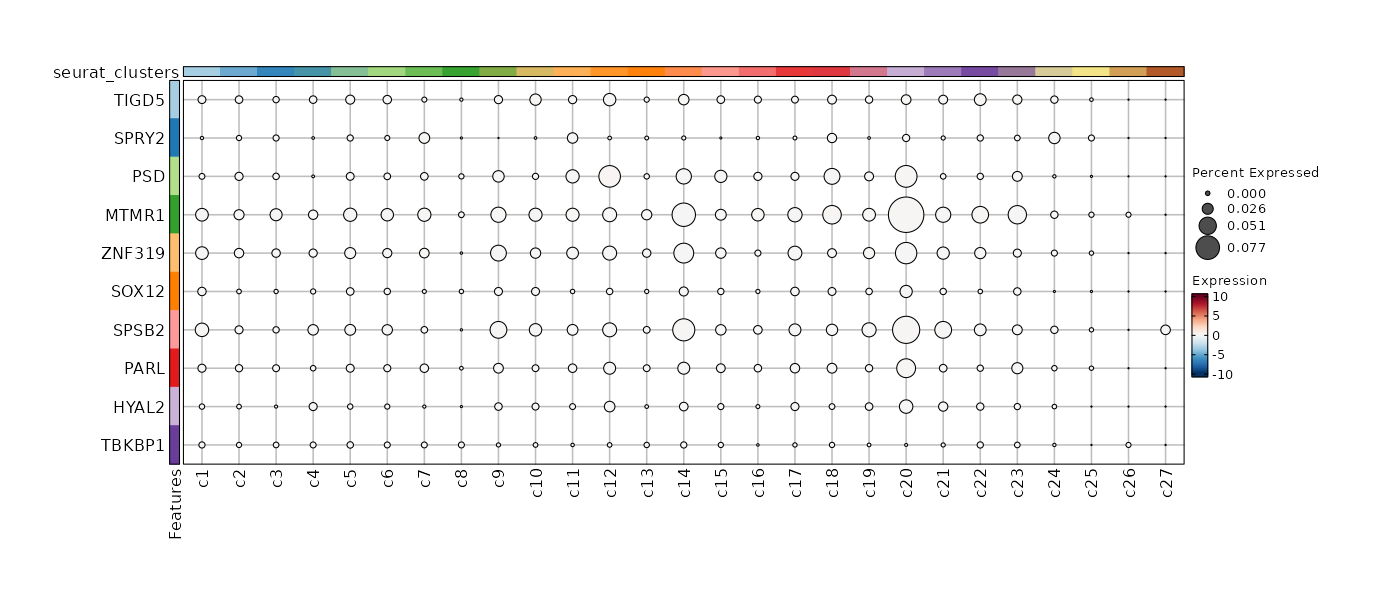 seurat_clusters
TIGD5
SPRY2
PSD
MTMR1
ZNF319
SOX12
SPSB2
PARL
HYAL2
TBKBP1
Features
c1 c2 c3 c4 c5 c6 c7 c8 c9 c10 c11 c12 c13 c14 c15 c16 c17 c18 c19 c20 c21 c22 c23 c24 c25 c26 c27
Percent Expressed
0.000
0.026
0.051
0.077
Expression
10
5
0
-5
-10